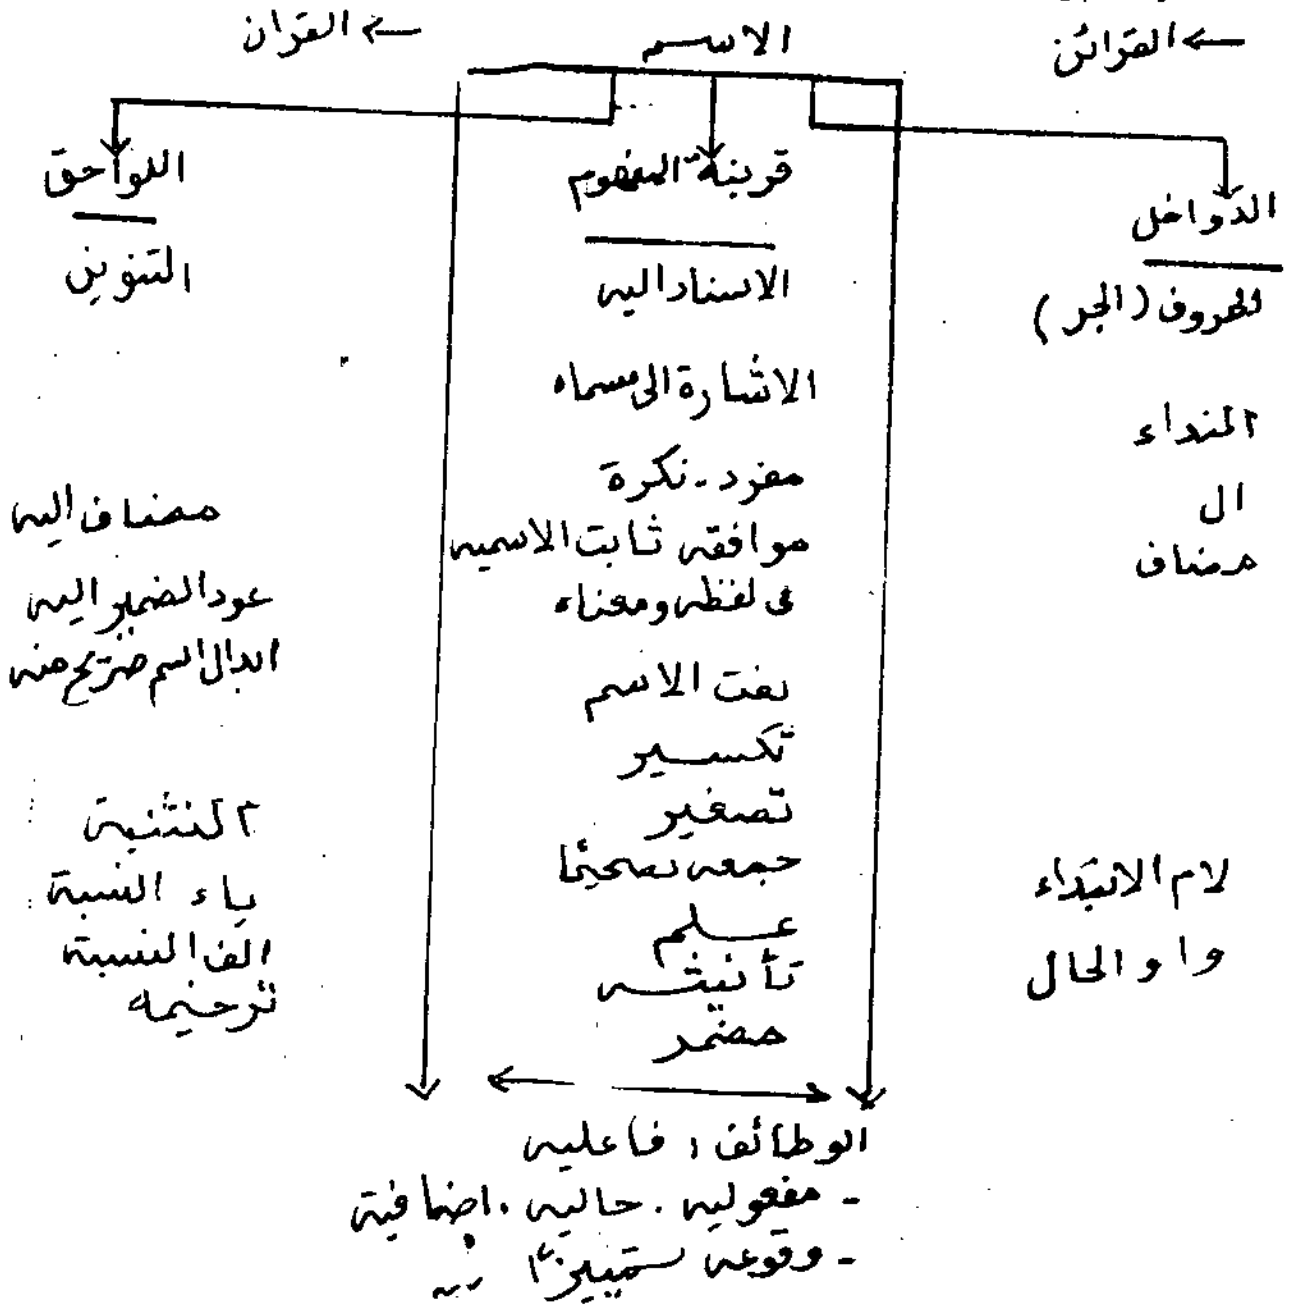 الاسم
← القرائن
← القران
الدواخل
الحروف (الجر)
النداء
ال
مضاف
لام الابتداء
واو الحال
قرينة المفهوم
الاسناد اليه
الاشارة الى مسماه
مفرد - نكرة
موافقه ثابت الاسميه
فى لفظه ومعناه
نعت الاسم
تكسير
تصغير
جمعه تصحيحا
علم
تأنيثه
مضمر
اللواحق
التنوين
مضاف اليه
عود الضمير اليه
ابدال اسم صريح منه
التثنية
ياء النسبة
الف النسبة
ترخيمه
الوظائف : فاعليه
- مفعوليه . حاليه . اضافية
- وقوعه تمييزا